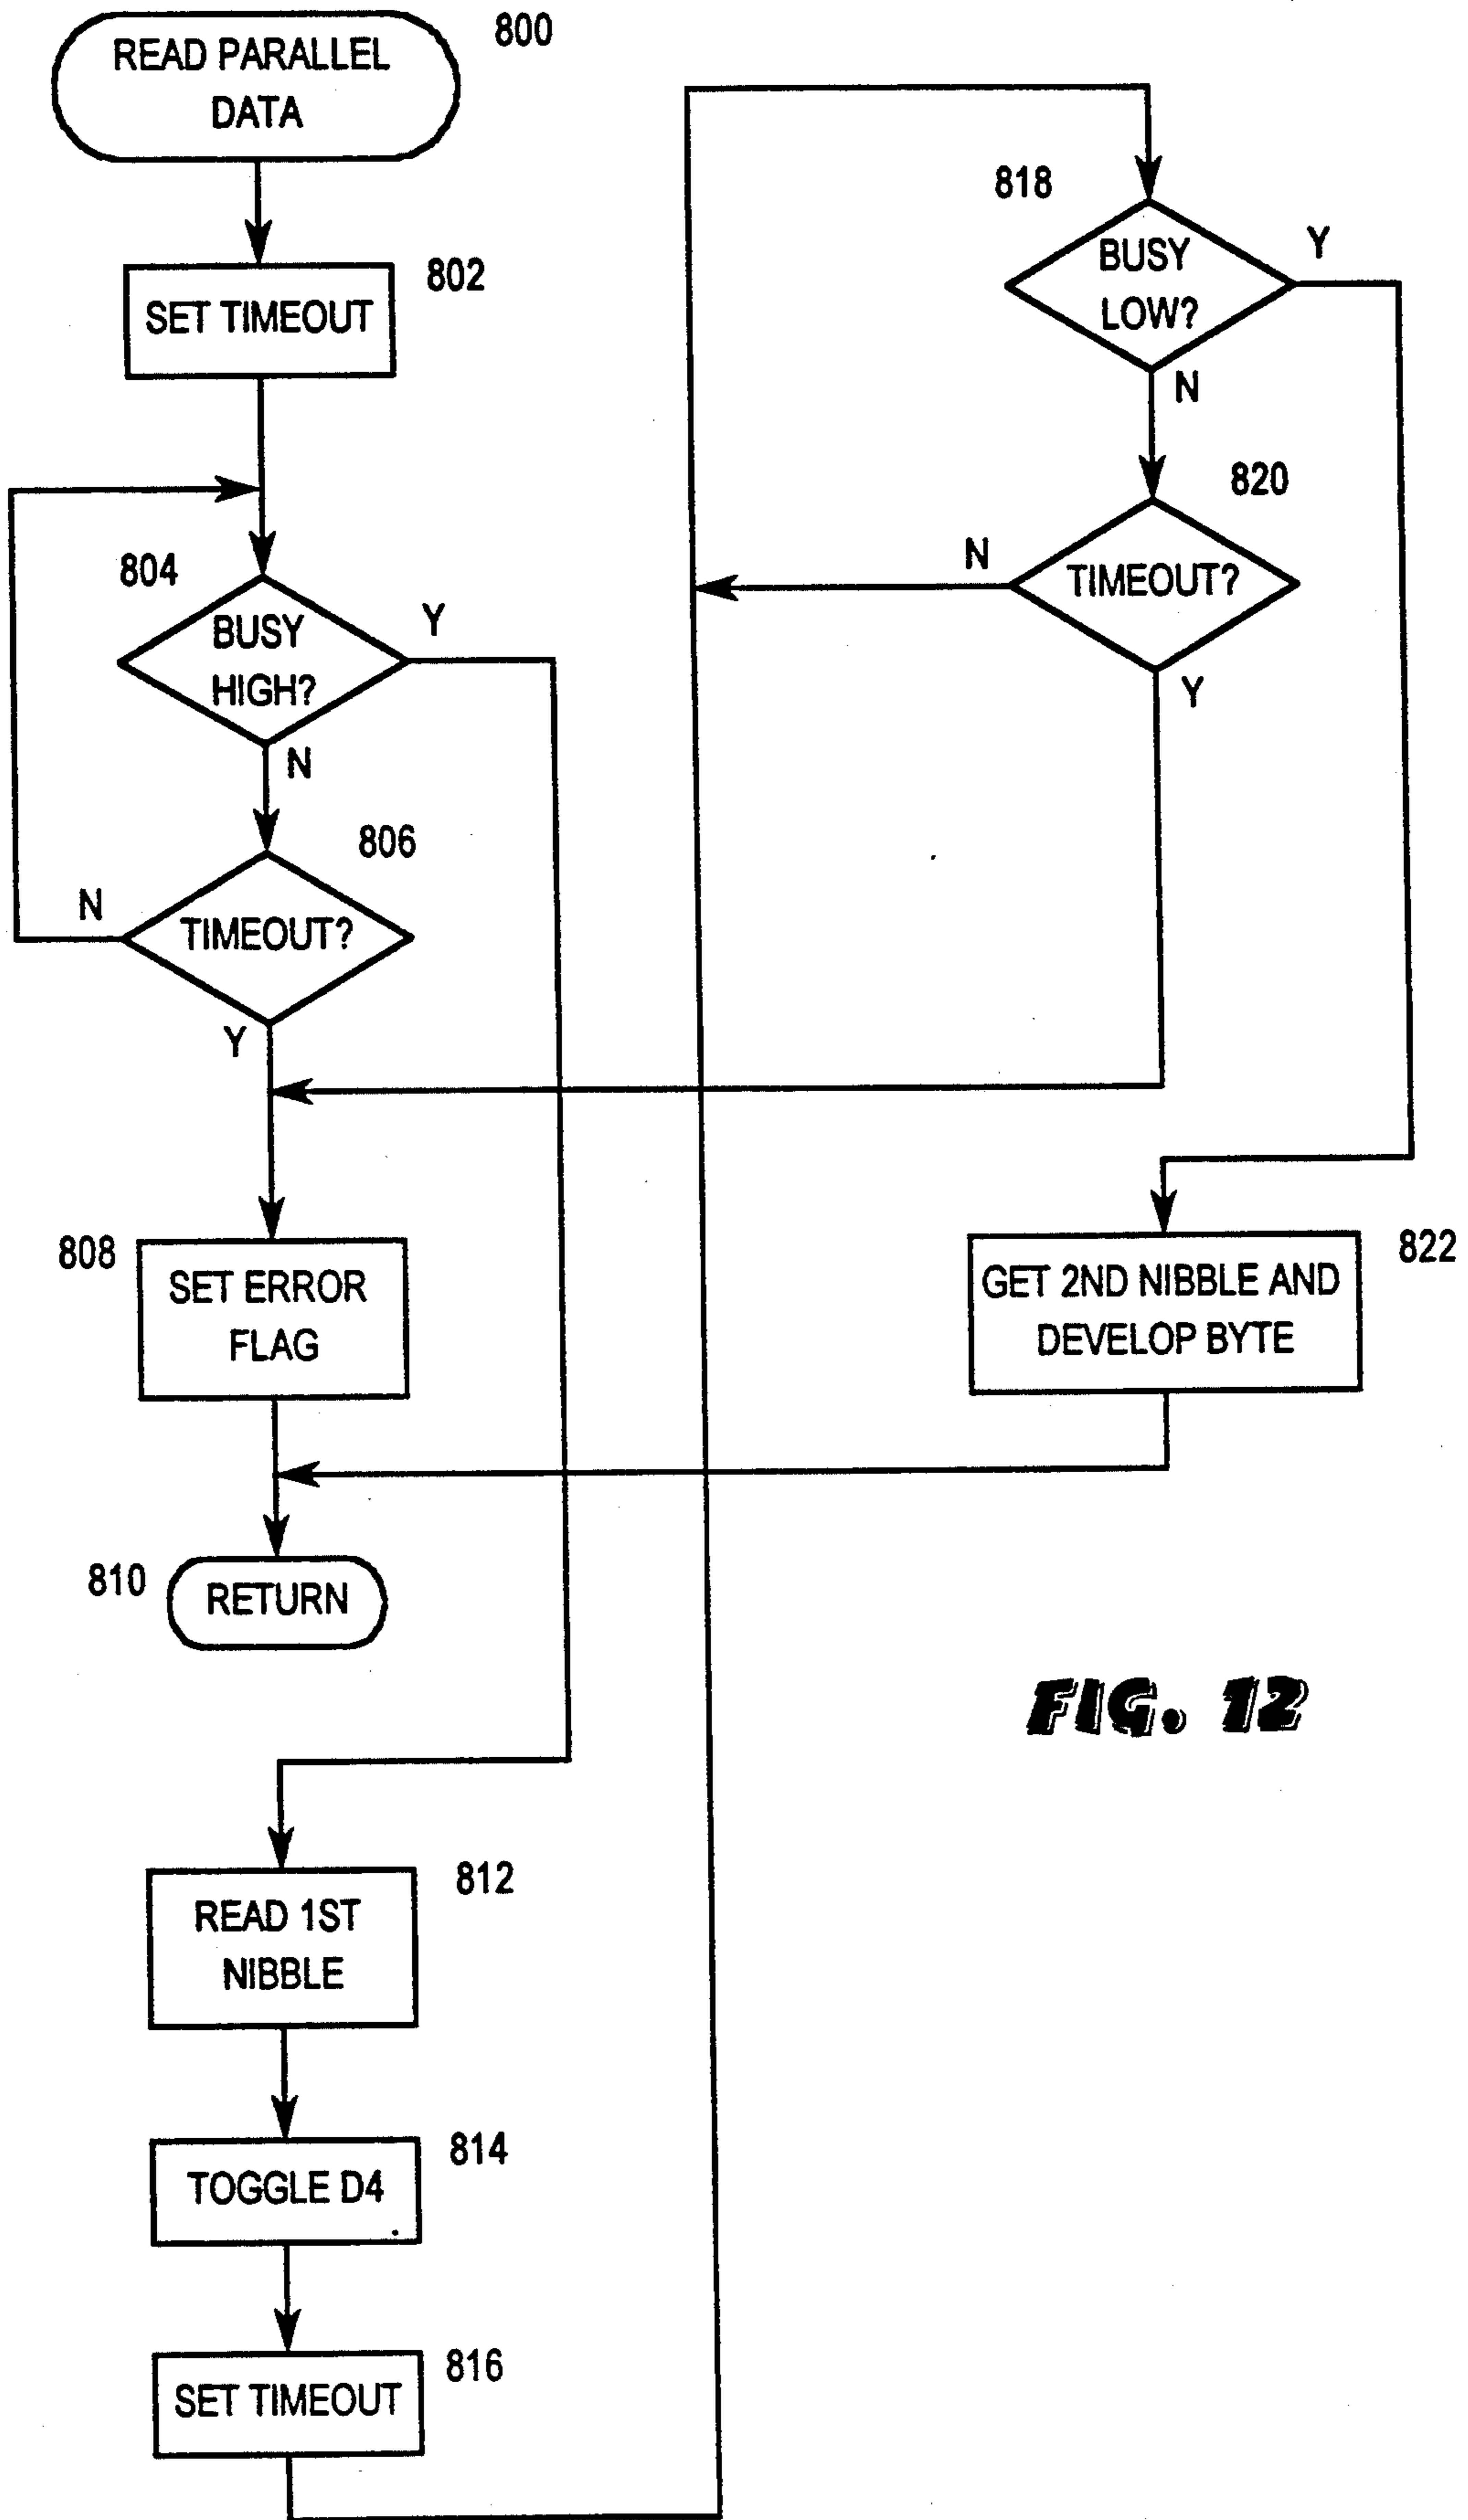 800
READ PARALLEL
DATA
802
SET TIMEOUT
804
BUSY
HIGH?
Y
N
806
TIMEOUT?
N
Y
808
SET ERROR
FLAG
810
RETURN
812
READ 1ST
NIBBLE
814
TOGGLE D4
816
SET TIMEOUT
818
BUSY
LOW?
Y
N
820
TIMEOUT?
N
Y
822
GET 2ND NIBBLE AND
DEVELOP BYTE
FIG. 12